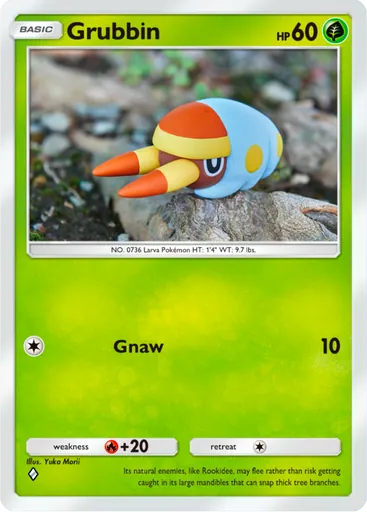 BASIC Grubbin HP 60
NO. 0736 Larva Pokémon HT: 1'4" WT: 9.7 lbs.
Gnaw 10
weakness +20 retreat
Illus. Yuka Morii
Its natural enemies, like Rookidee, may flee rather than risk getting
caught in its large mandibles that can snap thick tree branches.